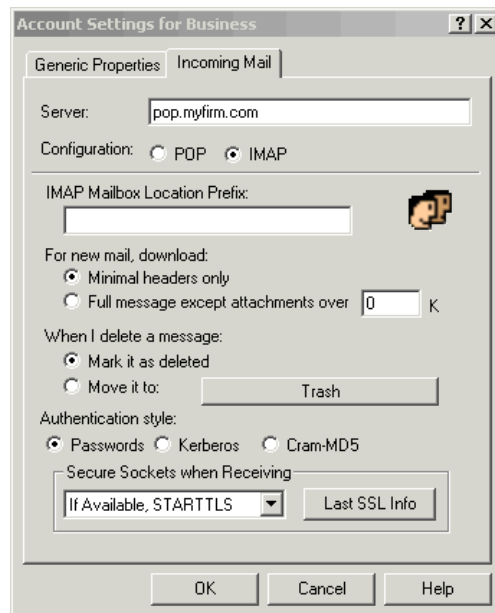 Account Settings for Business
Generic Properties Incoming Mail
Server: pop.myfirm.com
Configuration: POP IMAP
IMAP Mailbox Location Prefix:
For new mail, download:
Minimal headers only
Full message except attachments over 0 K
When I delete a message:
Mark it as deleted
Move it to: Trash
Authentication style:
Passwords Kerberos Cram-MD5
Secure Sockets when Receiving
If Available, STARTTLS Last SSL Info
OK Cancel Help